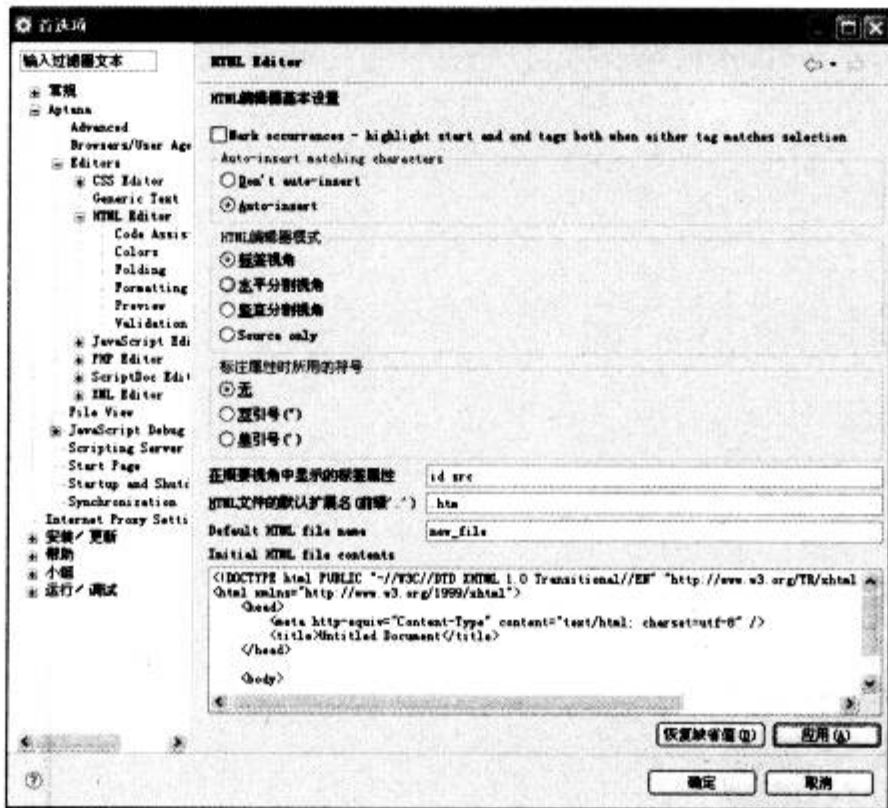 首选项
输入过滤器文本
常规
Aptana
Advanced
Browsers/User Age
Editors
CSS Editor
Generic Text
HTML Editor
Code Assis
Colors
Folding
Formatting
Preview
Validation
JavaScript Edi
PHP Editor
ScriptDoc Edit
XML Editor
File View
JavaScript Debug
Scripting Server
Start Page
Startup and Shutd
Synchronization
Internet Proxy Setti
安装/更新
帮助
小组
运行/调试
HTML Editor
HTML编辑器基本设置
Mark occurrences - highlight start and end tags both when either tag matches selection
Auto-insert matching characters
Don't auto-insert
Auto-insert
HTML编辑器模式
标签视角
水平分割视角
竖直分割视角
Source only
标注属性时所用的符号
无
双引号(")
单引号(')
在概要视角中显示的标签属性 id src
HTML文件的默认扩展名(前缀'.') .htm
Default HTML file name new_file
Initial HTML file contents
<!DOCTYPE html PUBLIC "-//W3C//DTD XHTML 1.0 Transitional//EN" "http://www.w3.org/TR/xhtml
<html xmlns="http://www.w3.org/1999/xhtml">
<head>
<meta http-equiv="Content-Type" content="text/html; charset=utf-8" />
<title>Untitled Document</title>
</head>
<body>
恢复缺省值(D) 应用(A)
确定 取消